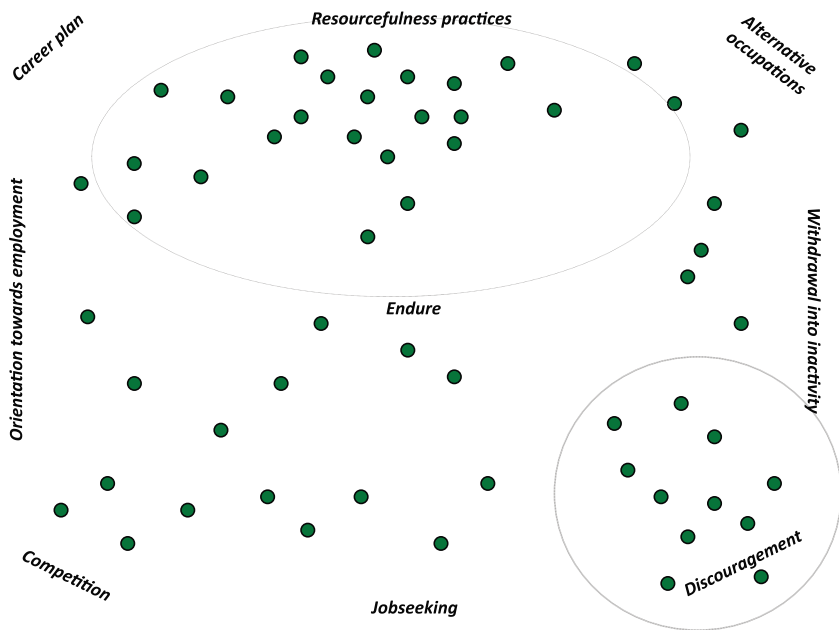 Resourcefulness practices
Career plan
Alternative
occupations
Orientation towards employment
Withdrawal into inactivity
Endure
Discouragement
Competition
Jobseeking